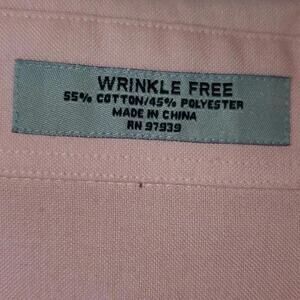 WRINKLE FREE
55% COTTON/45% POLYESTER
MADE IN CHINA
RN 97939